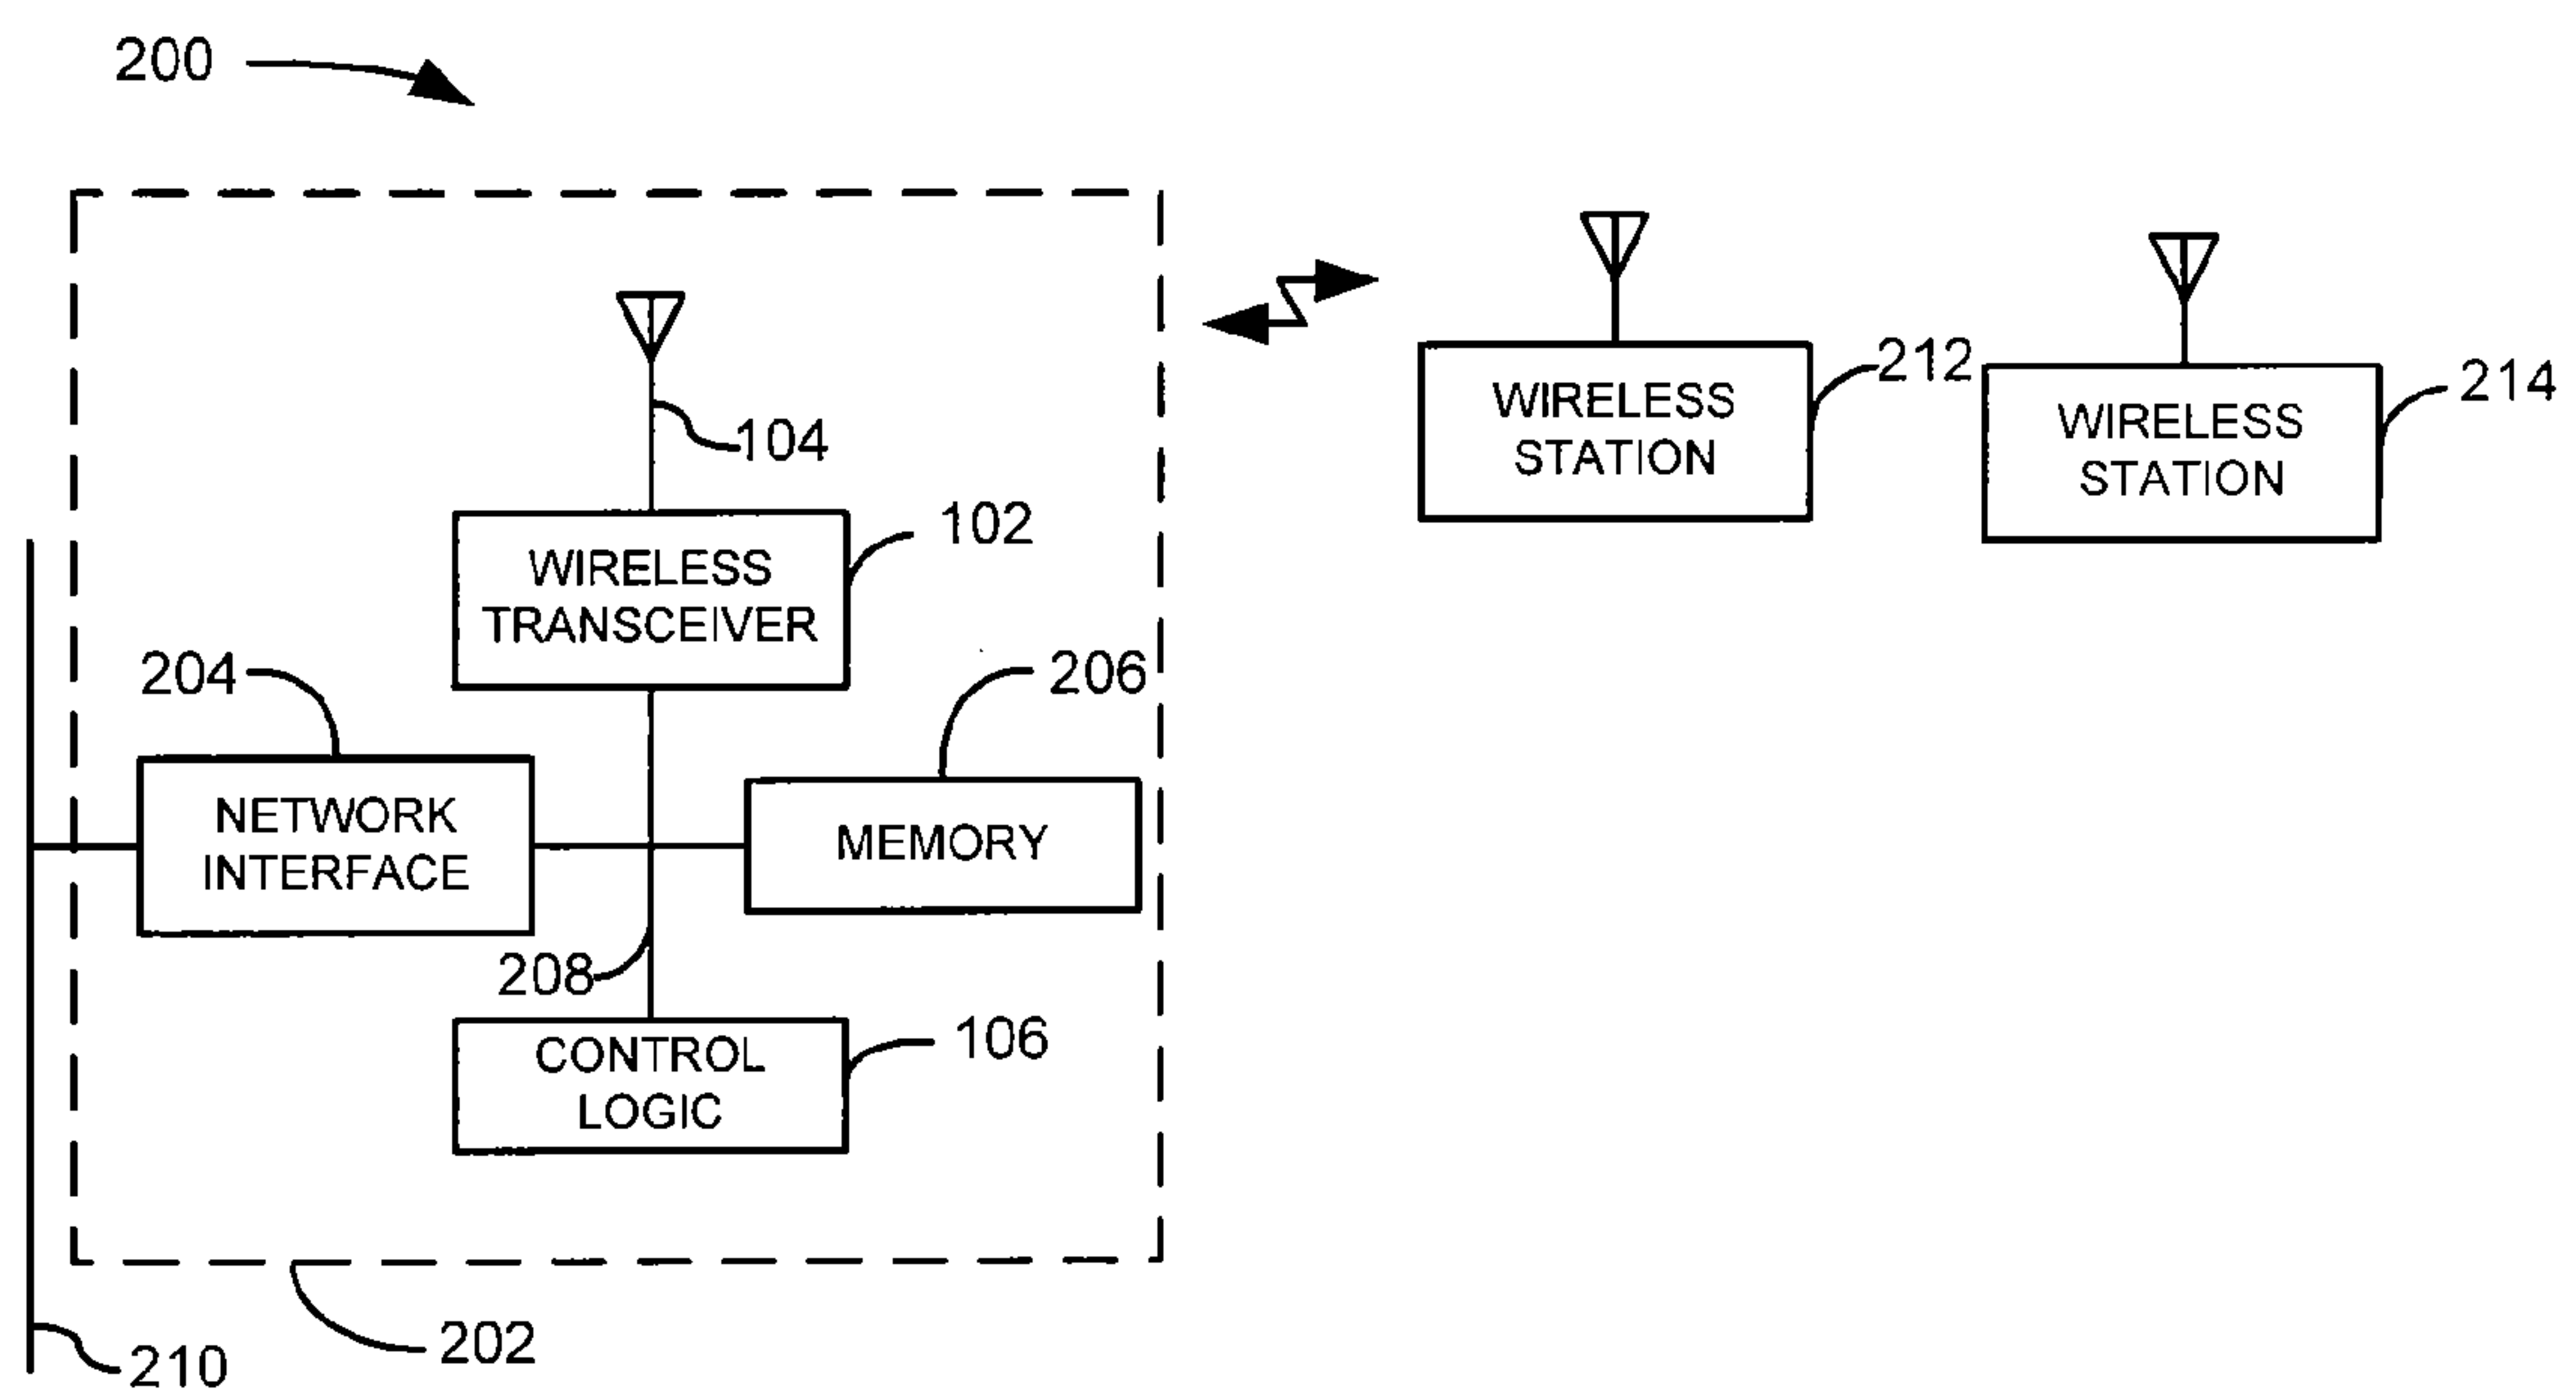 200
104
WIRELESS
STATION
212
WIRELESS
STATION
214
WIRELESS
TRANSCEIVER
102
204
206
NETWORK
INTERFACE
MEMORY
208
CONTROL
LOGIC
106
202
210